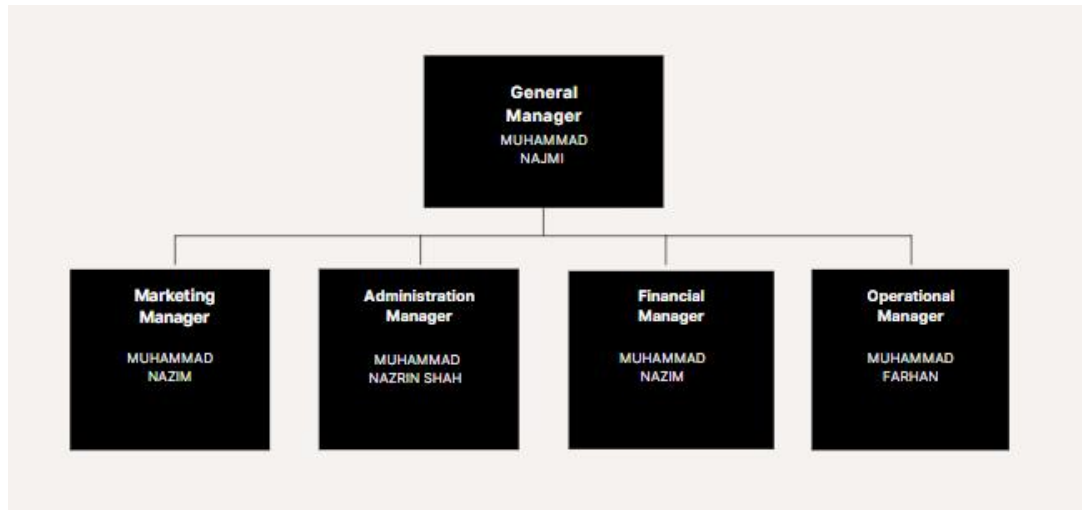 General
Manager
MUHAMMAD
NAJMI
Marketing
Manager
MUHAMMAD
NAZIM
Administration
Manager
MUHAMMAD
NAZRIN SHAH
Financial
Manager
MUHAMMAD
NAZIM
Operational
Manager
MUHAMMAD
FARHAN